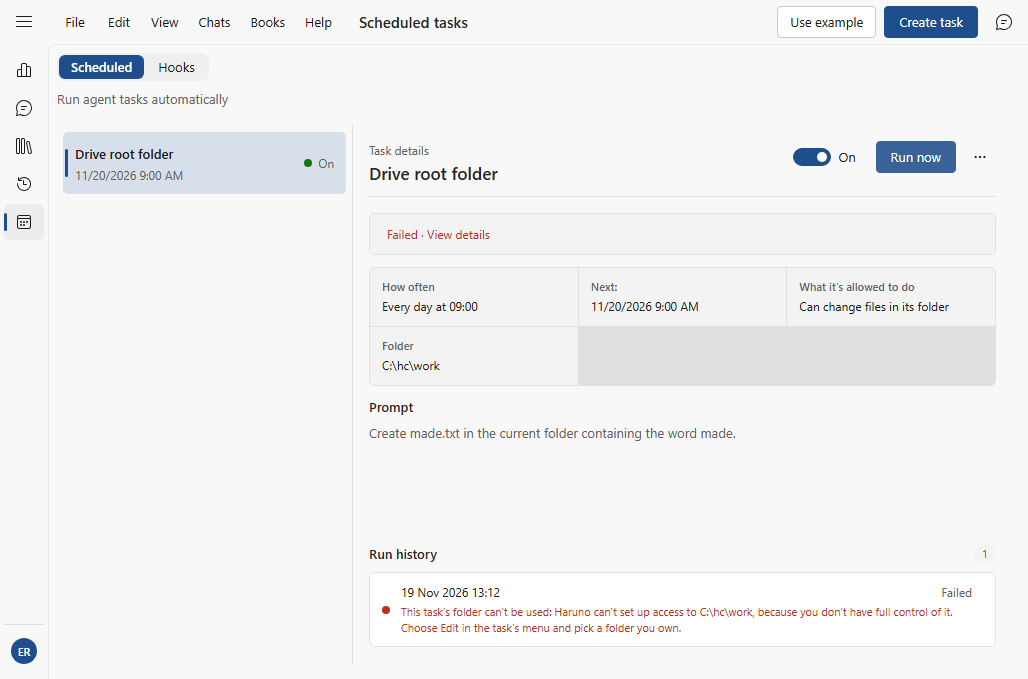 File Edit View Chats Books Help Scheduled tasks Use example Create task
Scheduled Hooks
Run agent tasks automatically
Drive root folder
11/20/2026 9:00 AM
On
Task details
Drive root folder
On
Run now
Failed · View details
How often
Every day at 09:00
Next:
11/20/2026 9:00 AM
What it's allowed to do
Can change files in its folder
Folder
C:\hc\work
Prompt
Create made.txt in the current folder containing the word made.
Run history
1
19 Nov 2026 13:12
Failed
This task's folder can't be used: Haruno can't set up access to C:\hc\work, because you don't have full control of it.
Choose Edit in the task's menu and pick a folder you own.
ER